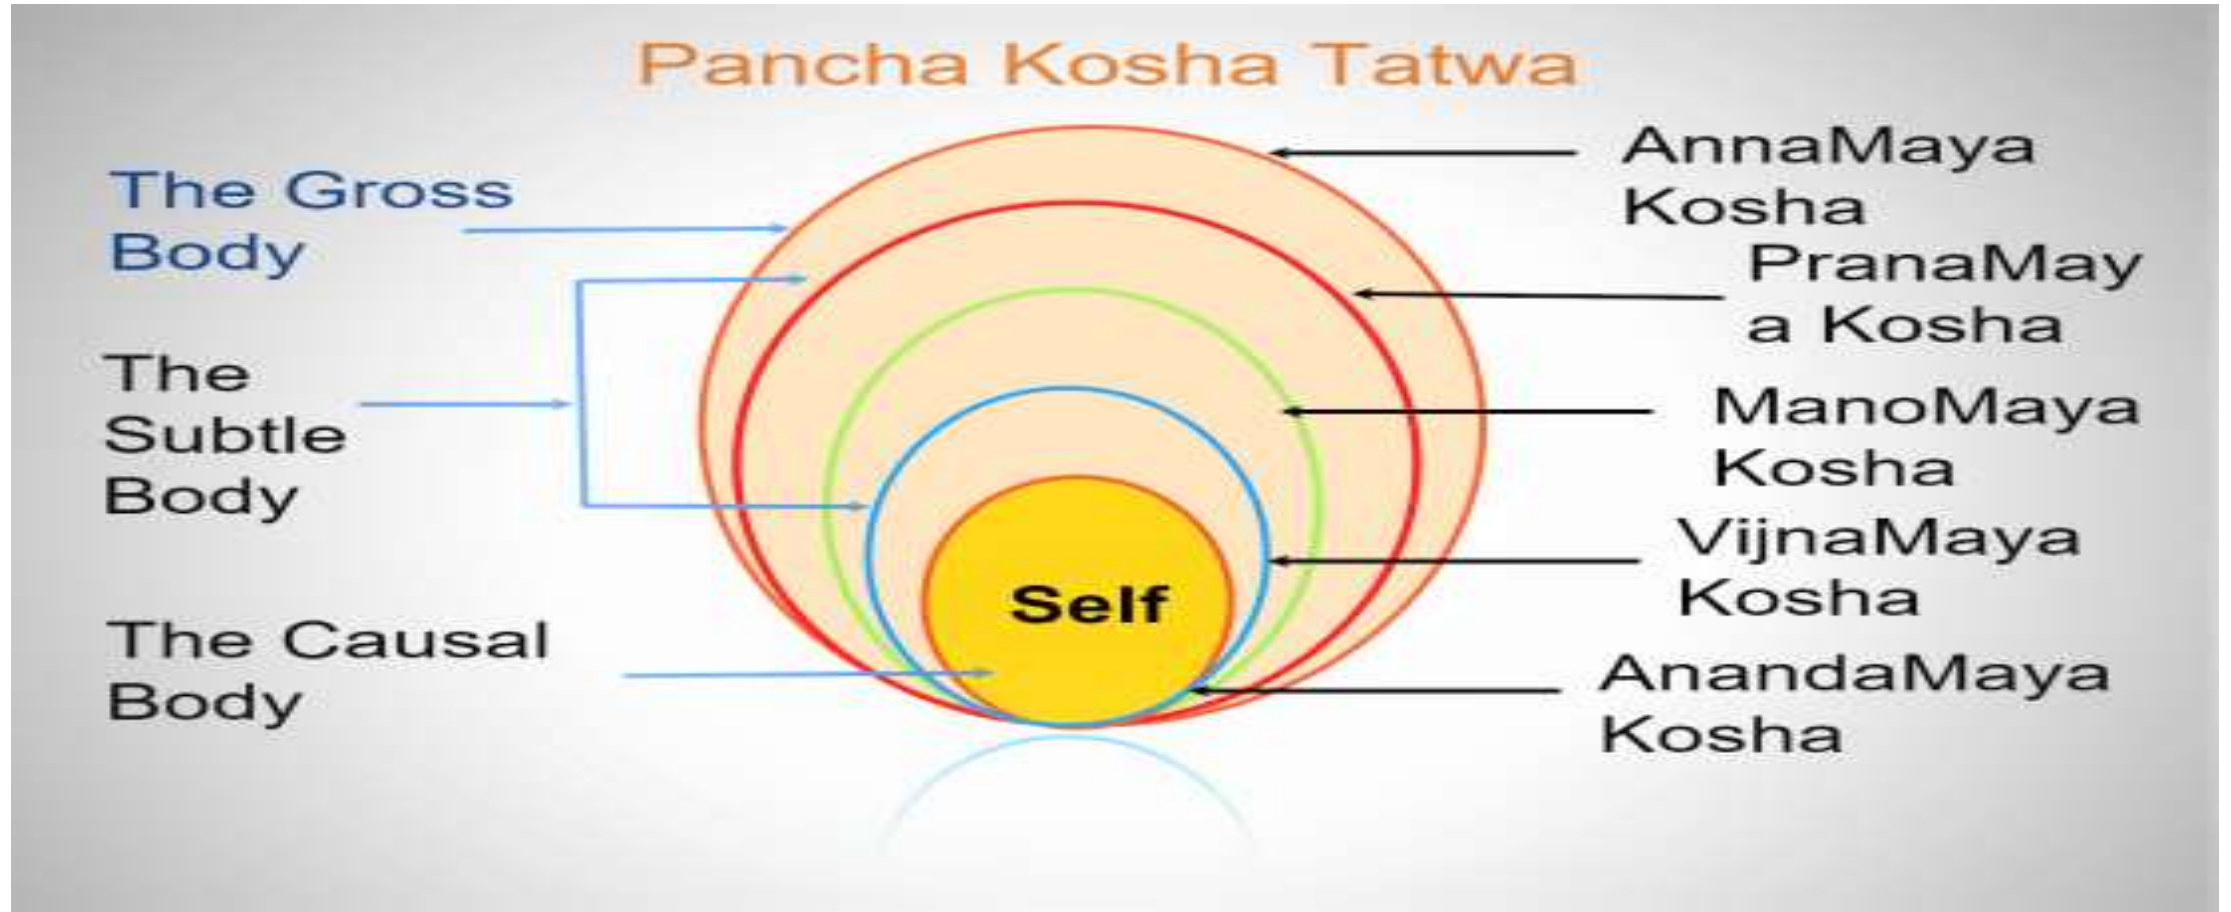 Pancha Kosha Tatwa
The Gross
Body
The
Subtle
Body
The Causal
Body
Self
AnnaMaya
Kosha
PranaMay
a Kosha
ManoMaya
Kosha
VijnaMaya
Kosha
AnandaMaya
Kosha